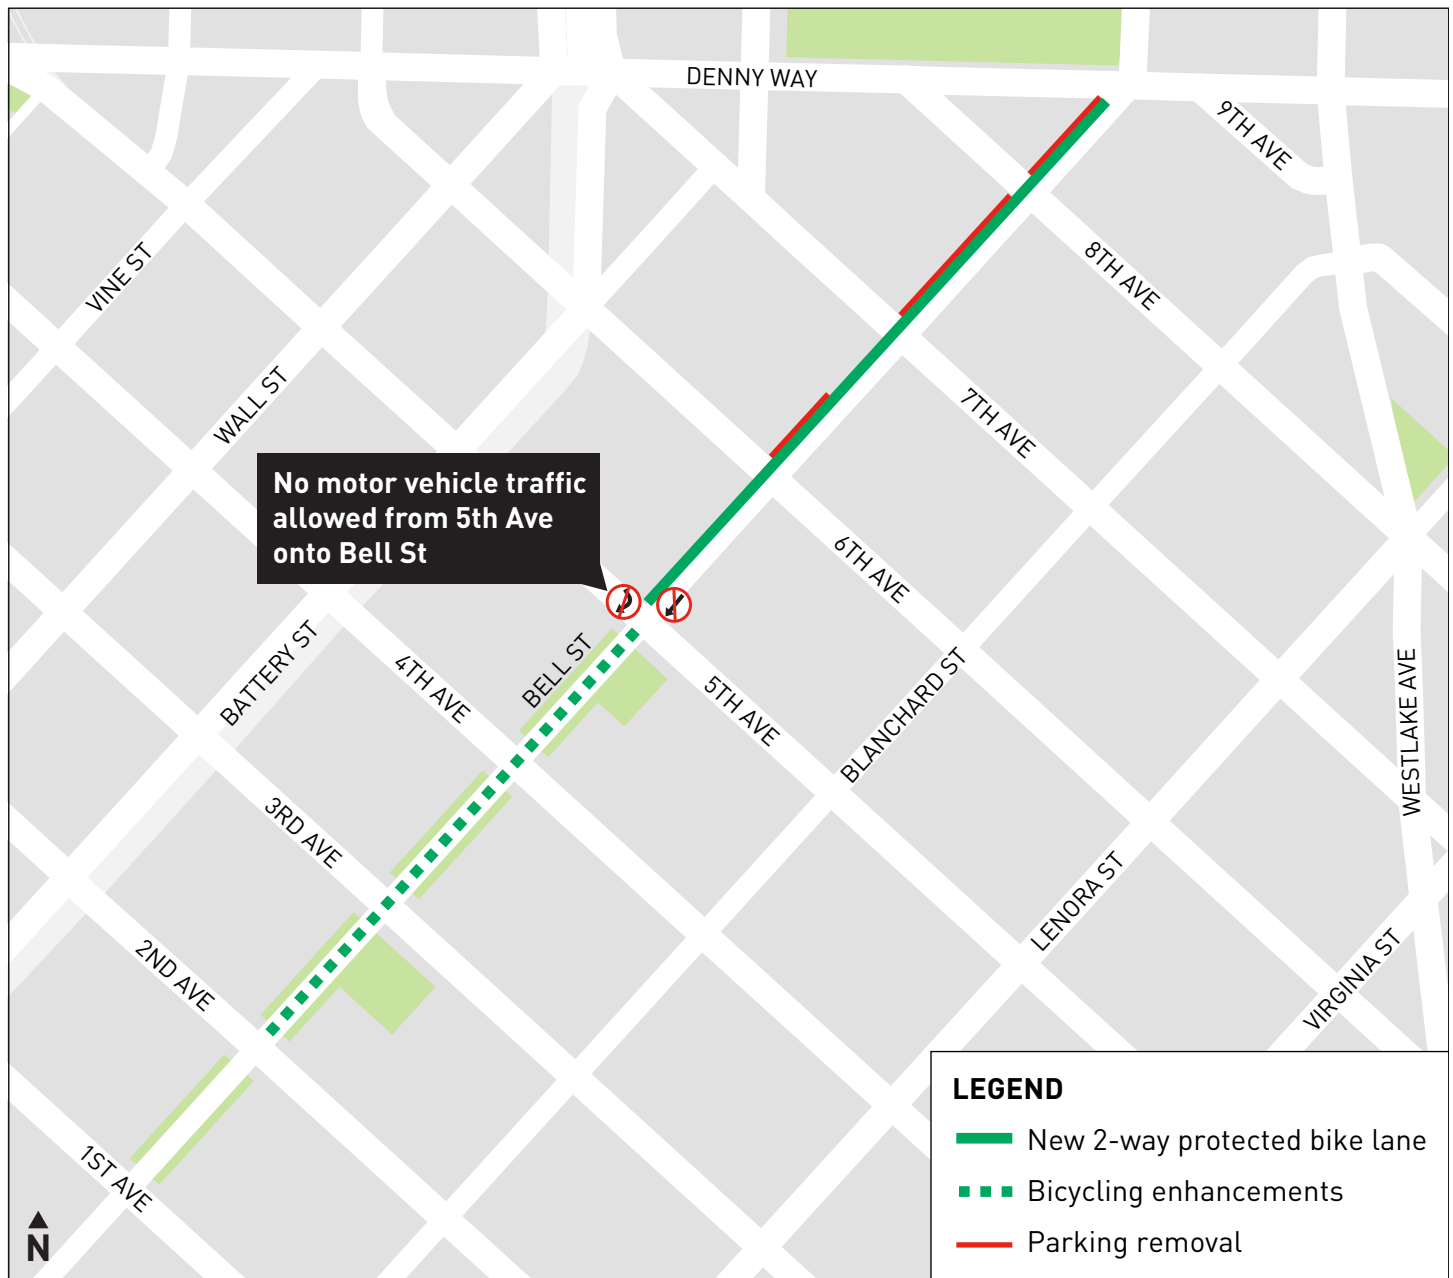 DENNY WAY
9TH AVE
VINE ST
8TH AVE
WALL ST
7TH AVE
No motor vehicle traffic
allowed from 5th Ave
onto Bell St
6TH AVE
BATTERY ST
4TH AVE
BELL ST
5TH AVE
BLANCHARD ST
WESTLAKE AVE
3RD AVE
LENORA ST
2ND AVE
VIRGINIA ST
1ST AVE
N
LEGEND
New 2-way protected bike lane
Bicycling enhancements
Parking removal